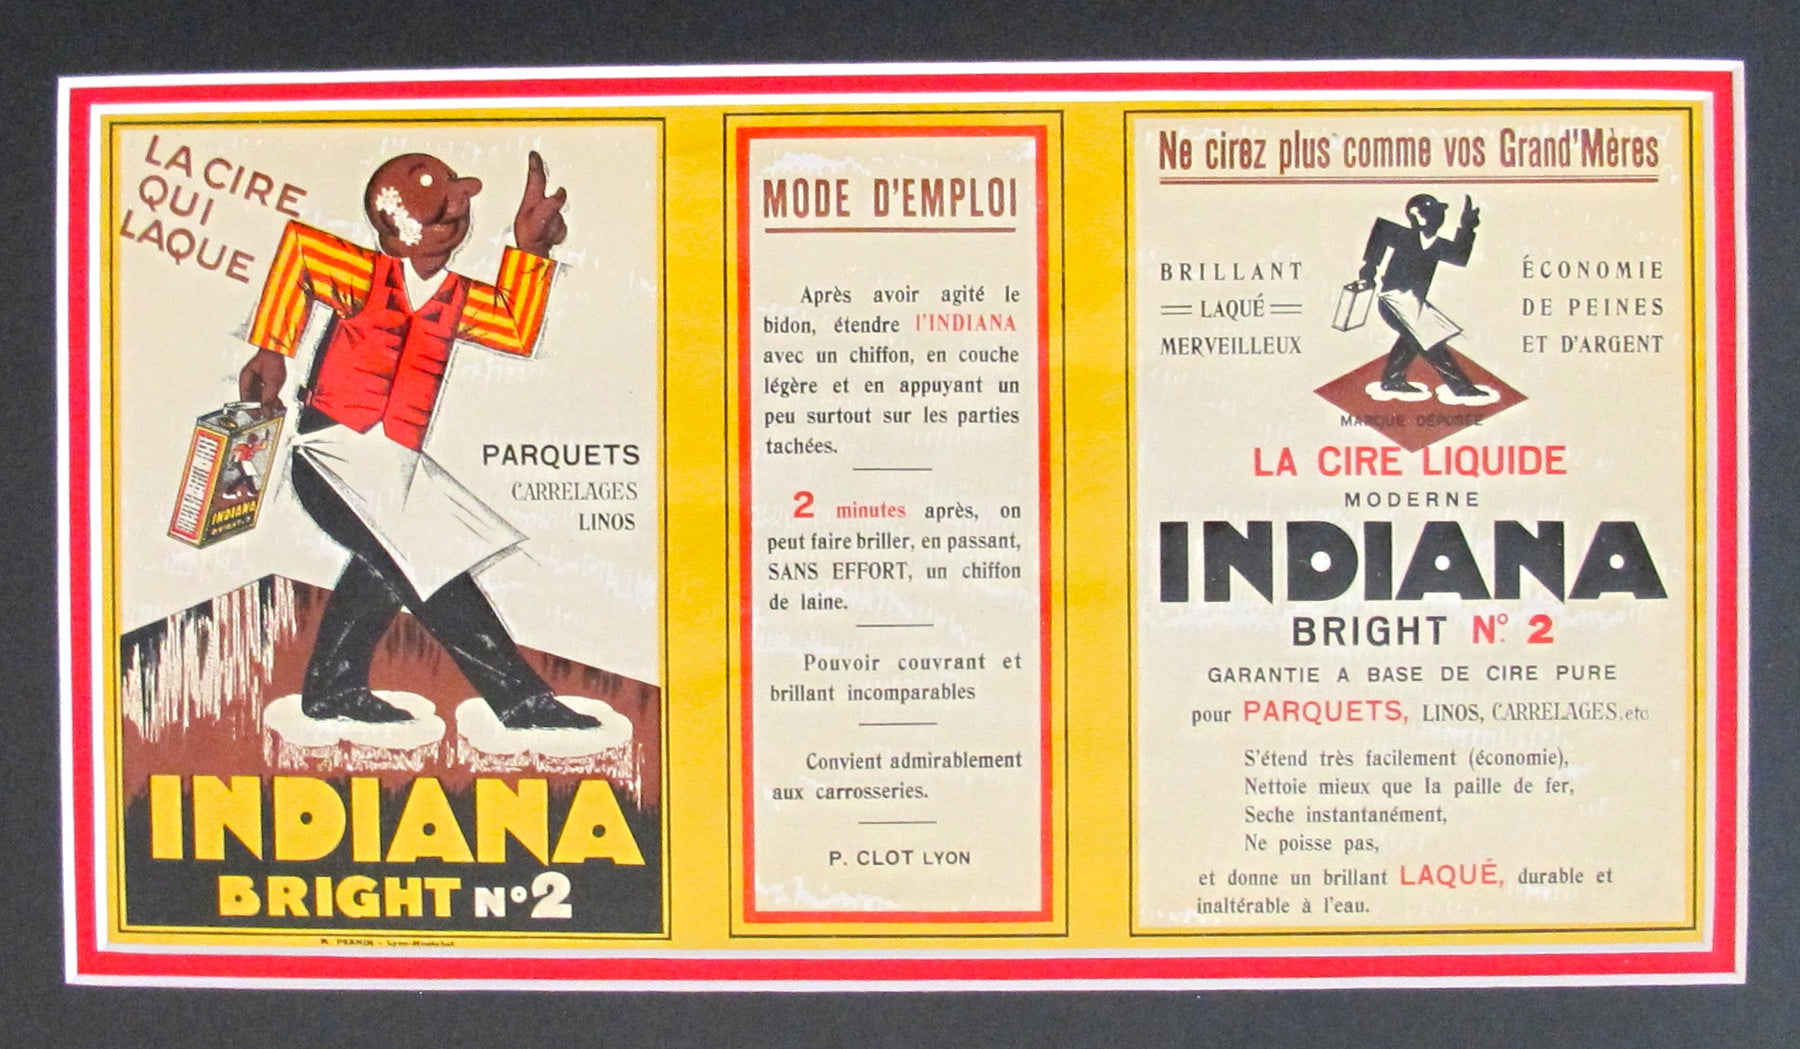 LA CIRE
QUI
LAQUE
PARQUETS
CARRELAGES
LINOS
INDIANA
BRIGHT N°2
INDIANA
BRIGHT N°2
MODE D'EMPLOI
Après avoir agité le
bidon, étendre l'INDIANA
avec un chiffon, en couche
légère et en appuyant un
peu surtout sur les parties
tachées.
2 minutes après, on
peut faire briller, en passant,
SANS EFFORT, un chiffon
de laine.
Pouvoir couvrant et
brillant incomparables
Convient admirablement
aux carrosseries.
P. CLOT LYON
Ne cirez plus comme vos Grand'Mères
BRILLANT
LAQUÉ
MERVEILLEUX
ÉCONOMIE
DE PEINES
ET D'ARGENT
MARQUE DÉPOSÉE
LA CIRE LIQUIDE
MODERNE
INDIANA
BRIGHT N° 2
GARANTIE A BASE DE CIRE PURE
pour PARQUETS, LINOS, CARRELAGES, etc
S'étend très facilement (économie),
Nettoie mieux que la paille de fer,
Seche instantanément,
Ne poisse pas,
et donne un brillant LAQUÉ, durable et
inaltérable à l'eau.